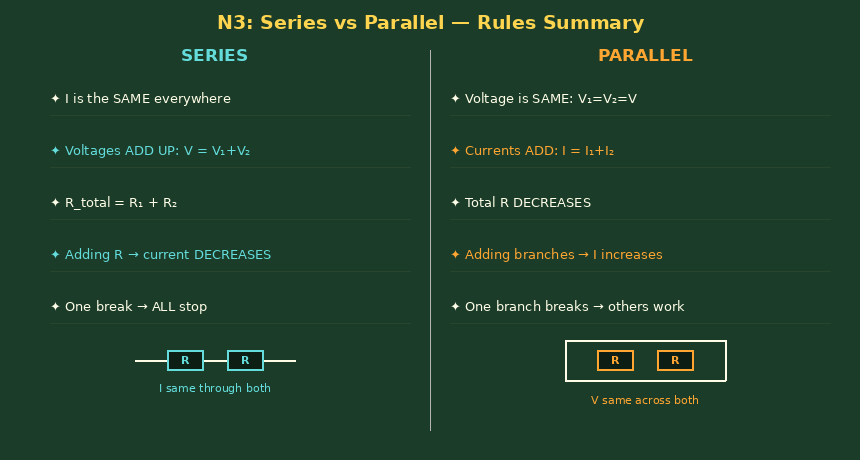 N3: Series vs Parallel — Rules Summary
SERIES
✦ I is the SAME everywhere
✦ Voltages ADD UP: V = V₁+V₂
✦ R_total = R₁ + R₂
✦ Adding R → current DECREASES
✦ One break → ALL stop
R R
I same through both
PARALLEL
✦ Voltage is SAME: V₁=V₂=V
✦ Currents ADD: I = I₁+I₂
✦ Total R DECREASES
✦ Adding branches → I increases
✦ One branch breaks → others work
R R
V same across both